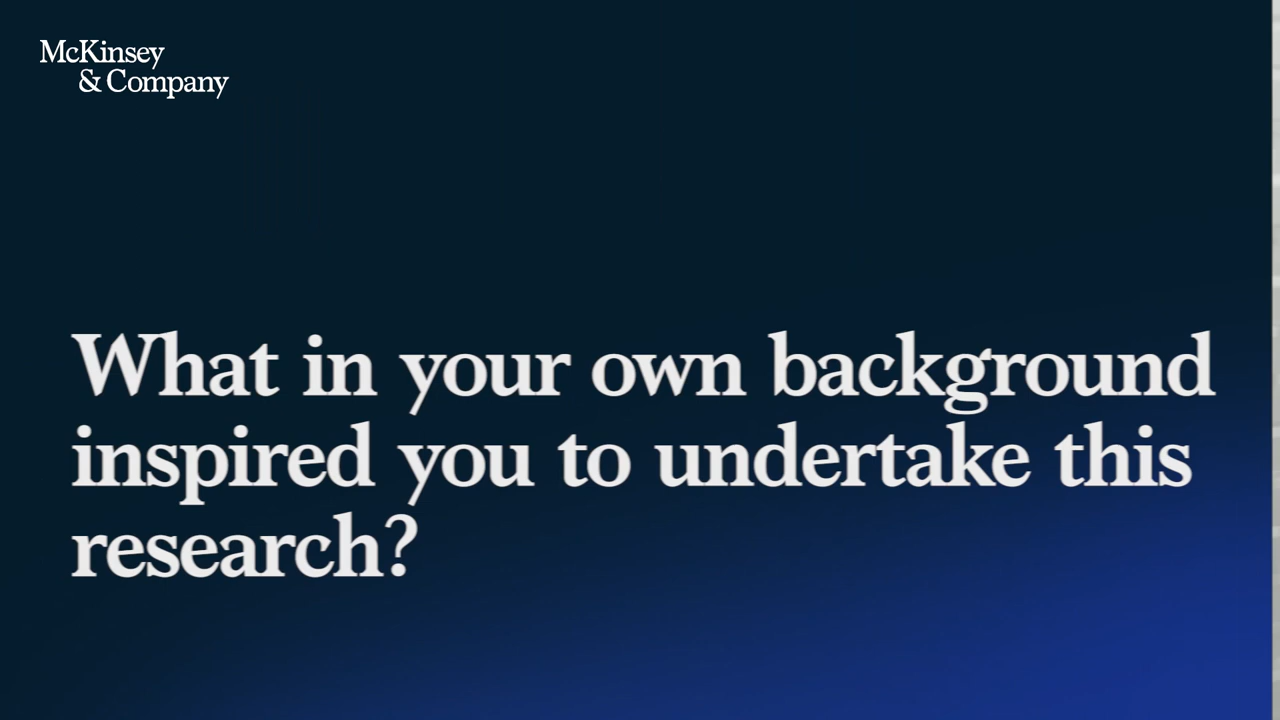 McKinsey
& Company
What in your own background
inspired you to undertake this
research?